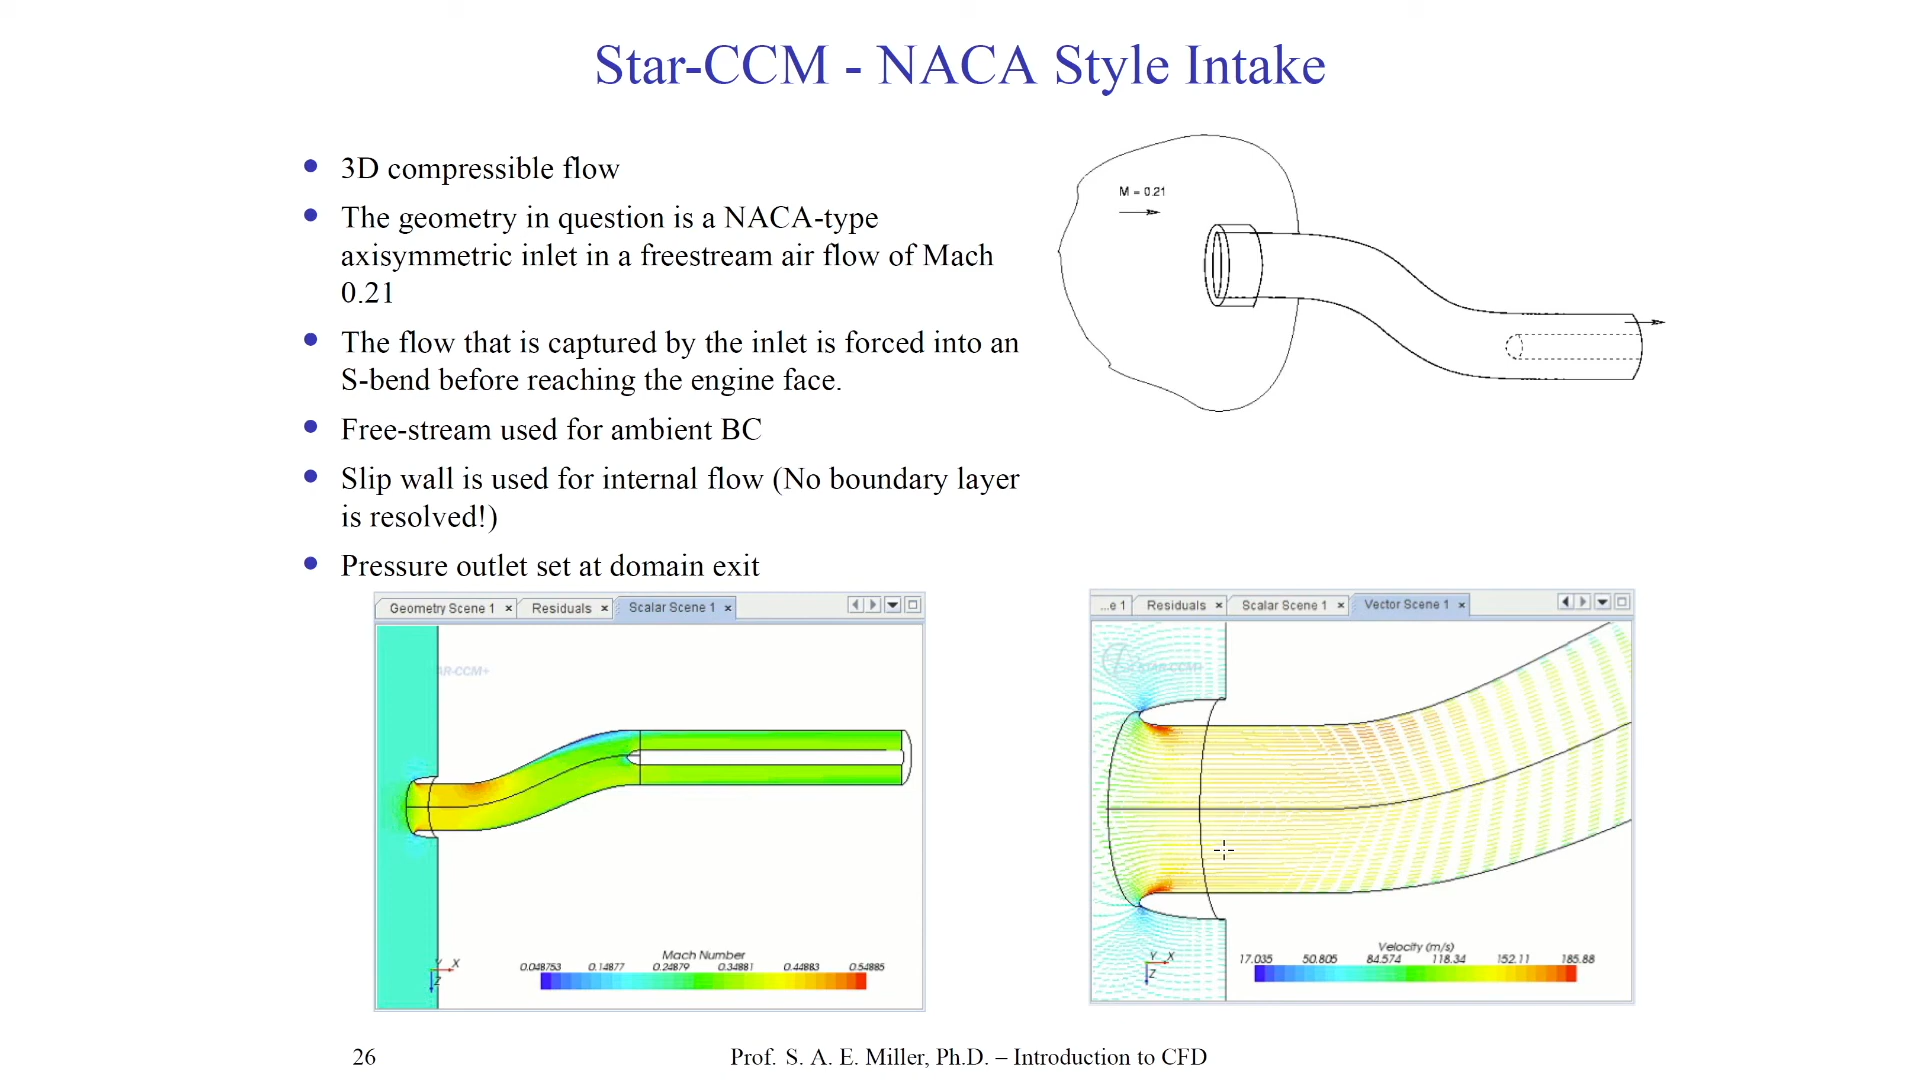 Star-CCM - NACA Style Intake
3D compressible flow
The geometry in question is a NACA-type
axisymmetric inlet in a freestream air flow of Mach
0.21
The flow that is captured by the inlet is forced into an
S-bend before reaching the engine face.
Free-stream used for ambient BC
Slip wall is used for internal flow (No boundary layer
is resolved!)
Pressure outlet set at domain exit
M = 0.21
Geometry Scene 1 × Residuals × Scalar Scene 1 ×
AR-CCM+
Y X
Z
Mach Number
0.048753 0.14877 0.24879 0.34881 0.44883 0.54885
...e 1 Residuals × Scalar Scene 1 × Vector Scene 1 ×
STAR-CCM+
Y X
Z
Velocity (m/s)
17.035 50.805 84.574 118.34 152.11 185.88
26
Prof. S. A. E. Miller, Ph.D. – Introduction to CFD